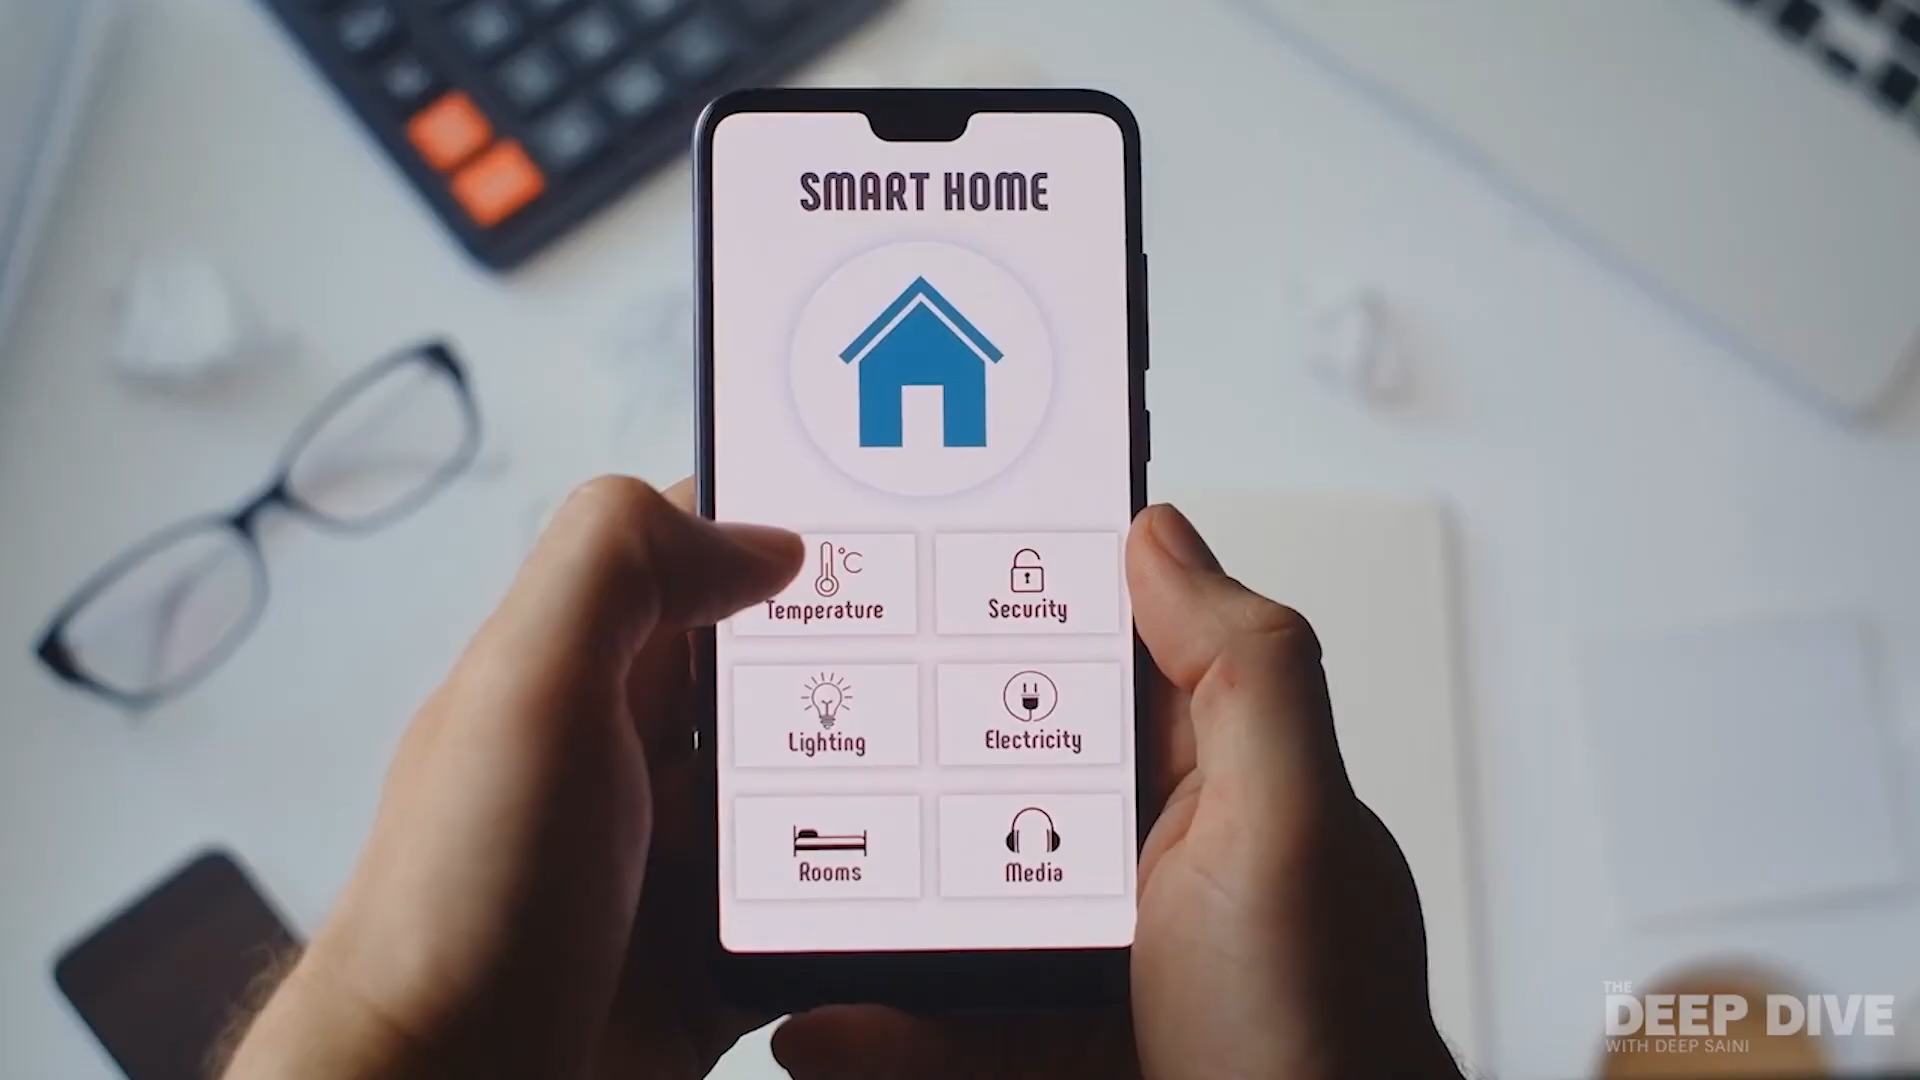 SMART HOME
°C
Temperature
Security
Lighting
Electricity
Rooms
Media
THE
DEEP DIVE
WITH DEEP SAINI